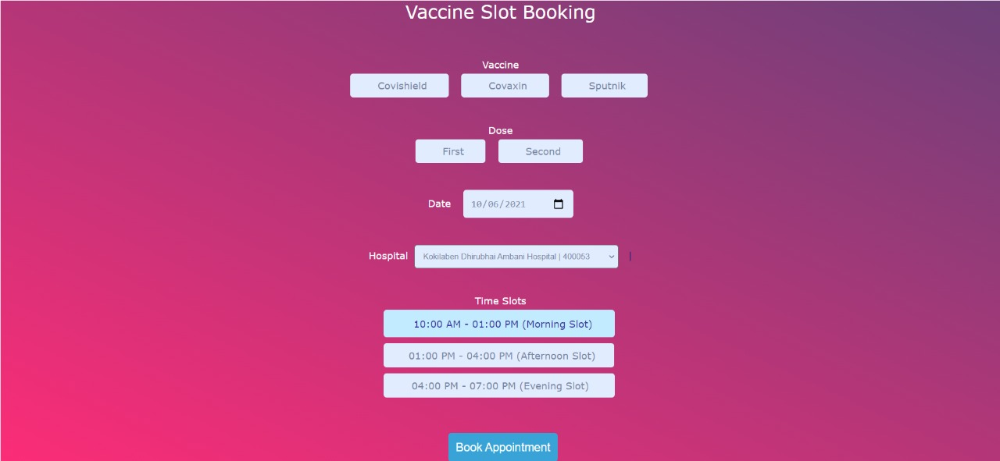 Vaccine Slot Booking
Vaccine
Covishield Covaxin Sputnik
Dose
First Second
Date 10/06/2021
Hospital Kokilaben Dhirubhai Ambani Hospital | 400053 |
Time Slots
10:00 AM - 01:00 PM (Morning Slot)
01:00 PM - 04:00 PM (Afternoon Slot)
04:00 PM - 07:00 PM (Evening Slot)
Book Appointment